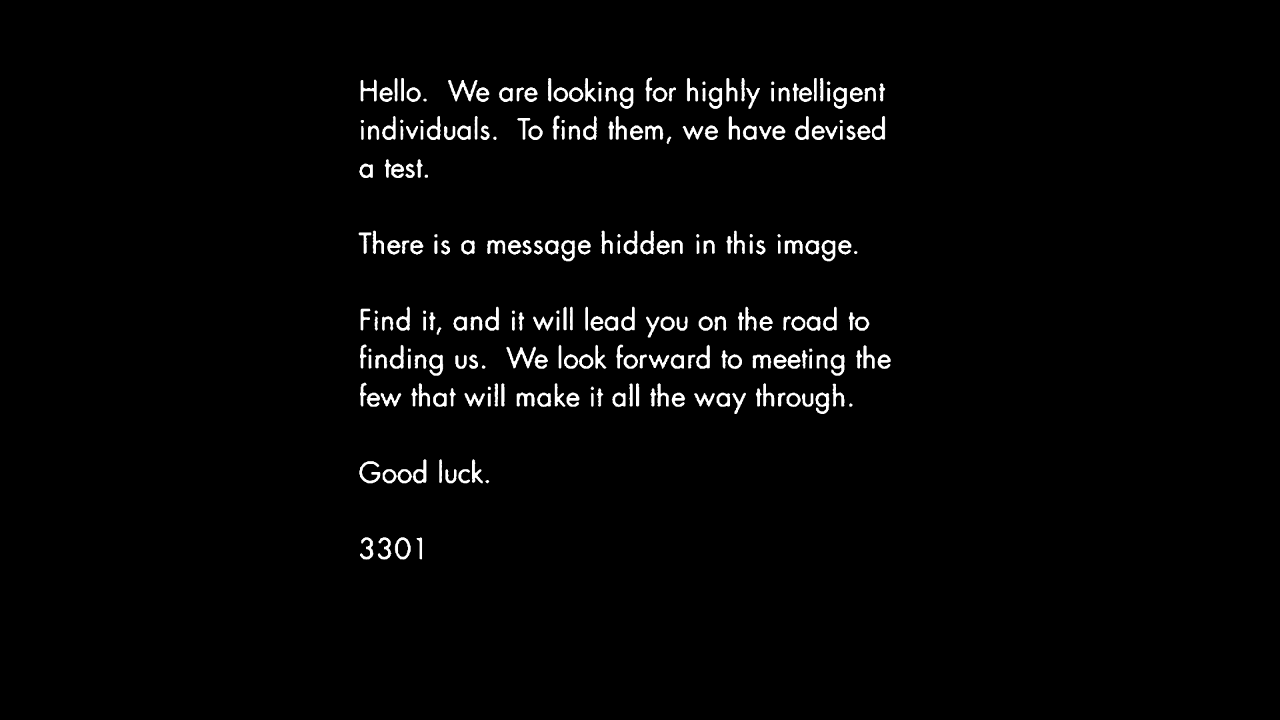 Hello.  We are looking for highly intelligent
individuals.  To find them, we have devised
a test.
There is a message hidden in this image.
Find it, and it will lead you on the road to
finding us.  We look forward to meeting the
few that will make it all the way through.
Good luck.
3301